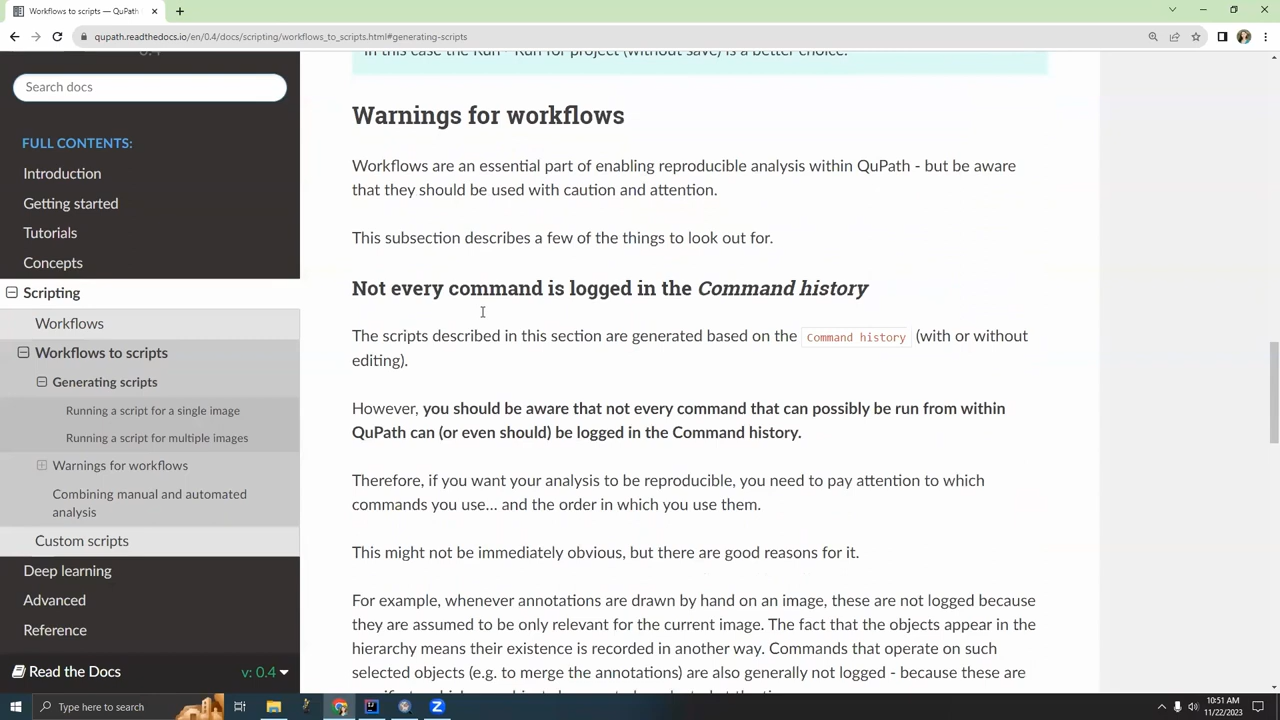 Workflows to scripts — QuPath
qupath.readthedocs.io/en/0.4/docs/scripting/workflows_to_scripts.html#generating-scripts
Search docs
FULL CONTENTS:
Introduction
Getting started
Tutorials
Concepts
Scripting
Workflows
Workflows to scripts
Generating scripts
Running a script for a single image
Running a script for multiple images
Warnings for workflows
Combining manual and automated
analysis
Custom scripts
Deep learning
Advanced
Reference
Read the Docs
v: 0.4
In this case the Run ‣ Run for project (without save) is a better choice.
Warnings for workflows
Workflows are an essential part of enabling reproducible analysis within QuPath - but be aware
that they should be used with caution and attention.
This subsection describes a few of the things to look out for.
Not every command is logged in the Command history
The scripts described in this section are generated based on the Command history (with or without
editing).
However, you should be aware that not every command that can possibly be run from within
QuPath can (or even should) be logged in the Command history.
Therefore, if you want your analysis to be reproducible, you need to pay attention to which
commands you use... and the order in which you use them.
This might not be immediately obvious, but there are good reasons for it.
For example, whenever annotations are drawn by hand on an image, these are not logged because
they are assumed to be only relevant for the current image. The fact that the objects appear in the
hierarchy means their existence is recorded in another way. Commands that operate on such
selected objects (e.g. to merge the annotations) are also generally not logged - because these are
Type here to search
10:51 AM
11/22/2023